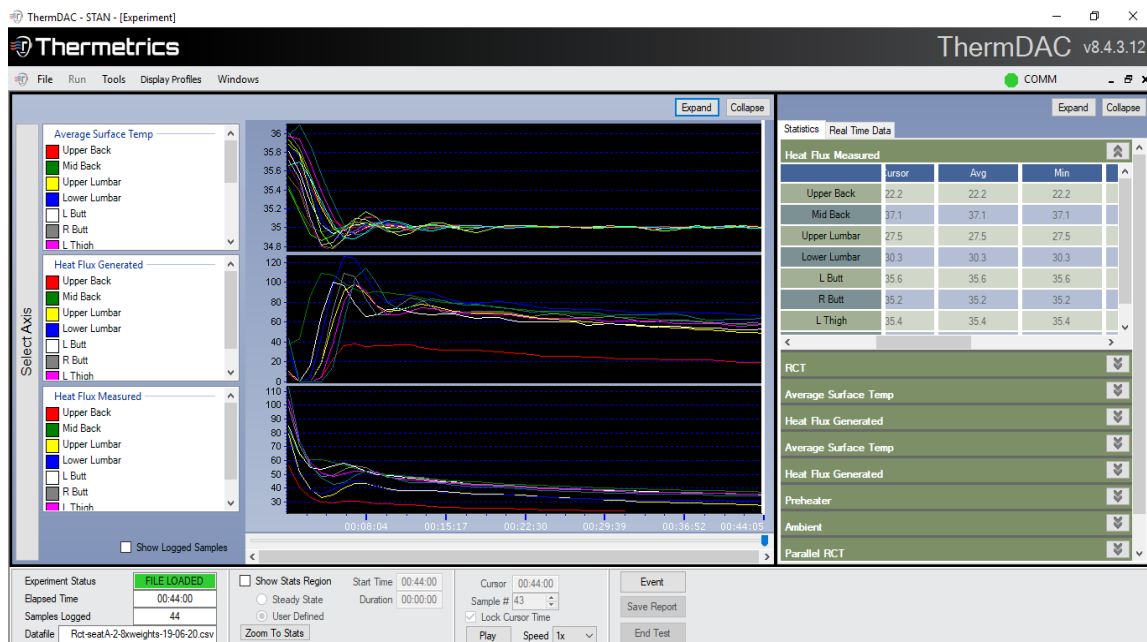 ThermDAC - STAN - [Experiment]
Thermetrics
ThermDAC v8.4.3.12
File Run Tools Display Profiles Windows
COMM
Expand Collapse
Expand Collapse
Select Axis
Average Surface Temp
Upper Back
Mid Back
Upper Lumbar
Lower Lumbar
L Butt
R Butt
L Thigh
Heat Flux Generated
Upper Back
Mid Back
Upper Lumbar
Lower Lumbar
L Butt
R Butt
L Thigh
Heat Flux Measured
Upper Back
Mid Back
Upper Lumbar
Lower Lumbar
L Butt
R Butt
L Thigh
Show Logged Samples
36
35.8
35.6
35.4
35.2
35
34.8
120
100
80
60
40
20
0
110
100
90
80
70
60
50
40
30
00:08:04 00:15:17 00:22:30 00:29:39 00:36:52 00:44:05
Statistics Real Time Data
Heat Flux Measured
ursor Avg Min
Upper Back 22.2 22.2 22.2
Mid Back 37.1 37.1 37.1
Upper Lumbar 27.5 27.5 27.5
Lower Lumbar 30.3 30.3 30.3
L Butt 35.6 35.6 35.6
R Butt 35.2 35.2 35.2
L Thigh 35.4 35.4 35.4
RCT
Average Surface Temp
Heat Flux Generated
Average Surface Temp
Heat Flux Generated
Preheater
Ambient
Parallel RCT
Experiment Status FILE LOADED
Elapsed Time 00:44:00
Samples Logged 44
Datafile Rct-seatA-2-8xweights-19-06-20.csv
Show Stats Region
Steady State
User Defined
Zoom To Stats
Start Time 00:44:00
Duration 00:00:00
Cursor 00:44:00
Sample # 43
Lock Cursor Time
Play Speed 1x
Event
Save Report
End Test